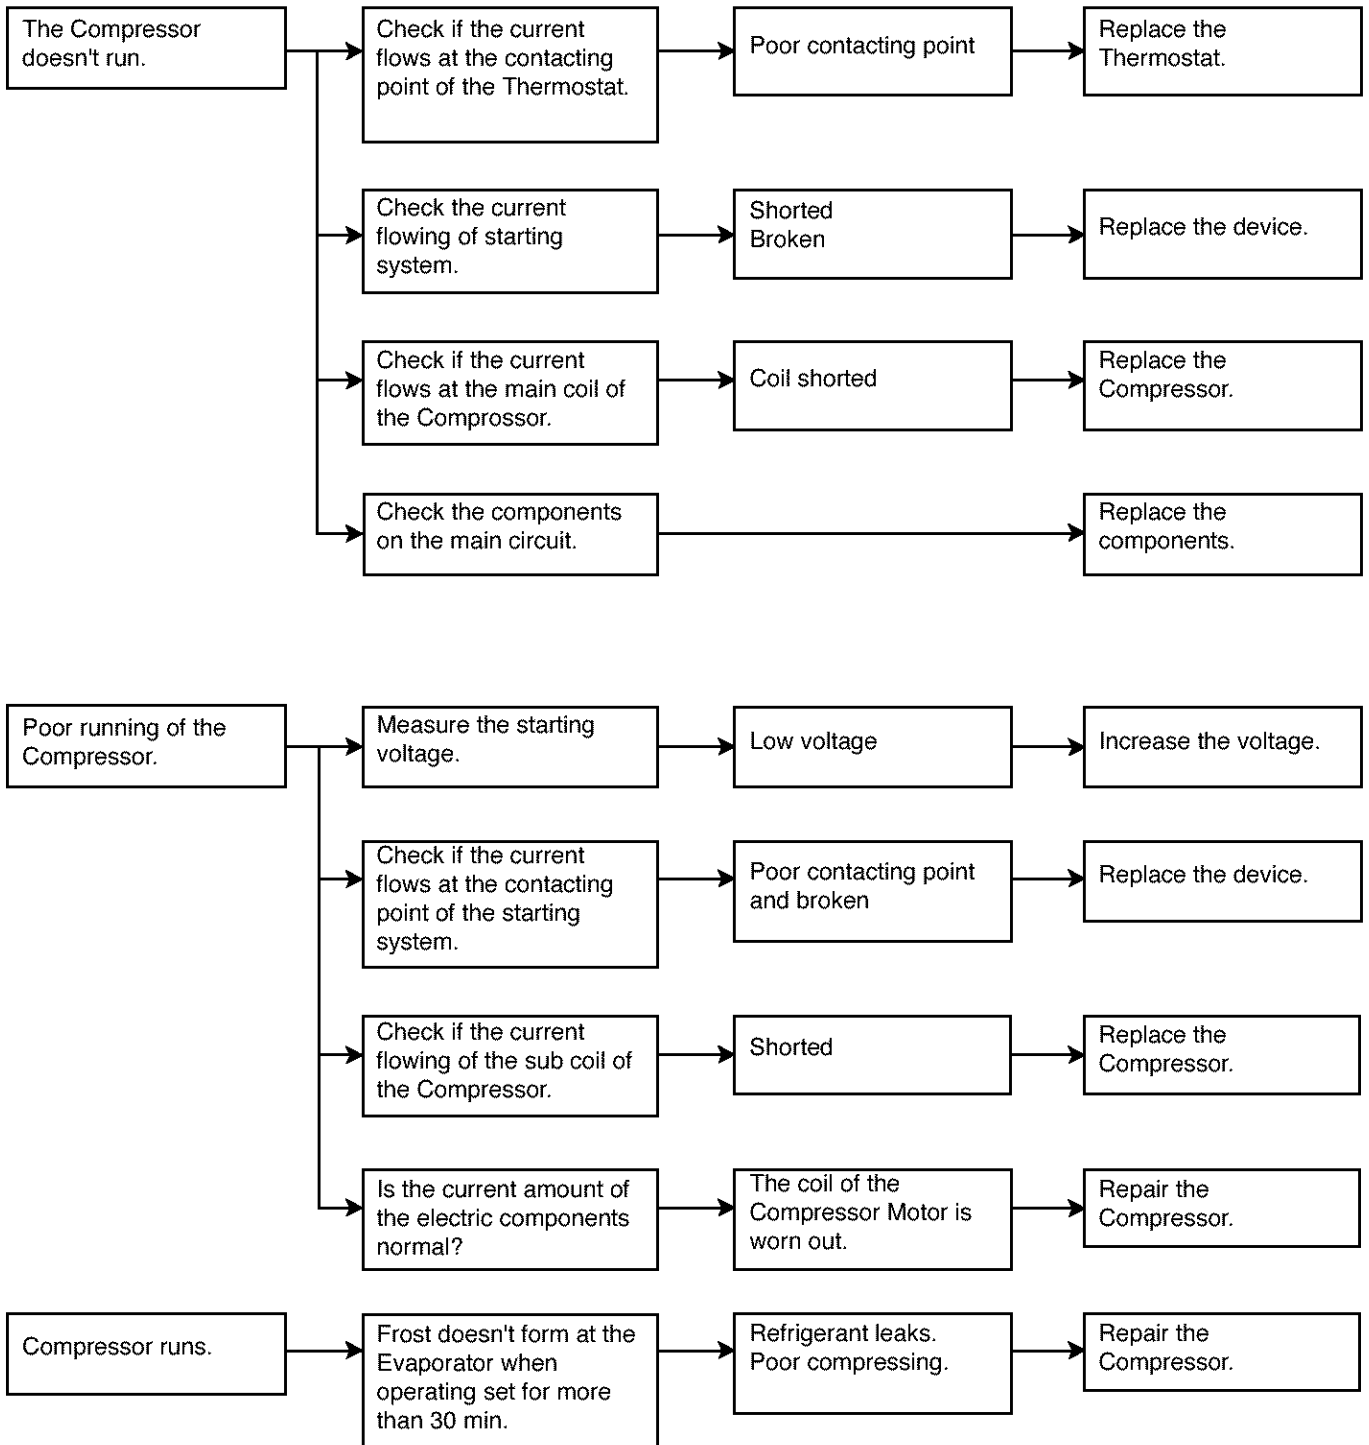 The Compressor
doesn't run.
Check if the current
flows at the contacting
point of the Thermostat.
Poor contacting point
Replace the
Thermostat.
Check the current
flowing of starting
system.
Shorted
Broken
Replace the device.
Check if the current
flows at the main coil of
the Comprossor.
Coil shorted
Replace the
Compressor.
Check the components
on the main circuit.
Replace the
components.
Poor running of the
Compressor.
Measure the starting
voltage.
Low voltage
Increase the voltage.
Check if the current
flows at the contacting
point of the starting
system.
Poor contacting point
and broken
Replace the device.
Check if the current
flowing of the sub coil of
the Compressor.
Shorted
Replace the
Compressor.
Is the current amount of
the electric components
normal?
The coil of the
Compressor Motor is
worn out.
Repair the
Compressor.
Compressor runs.
Frost doesn't form at the
Evaporator when
operating set for more
than 30 min.
Refrigerant leaks.
Poor compressing.
Repair the
Compressor.